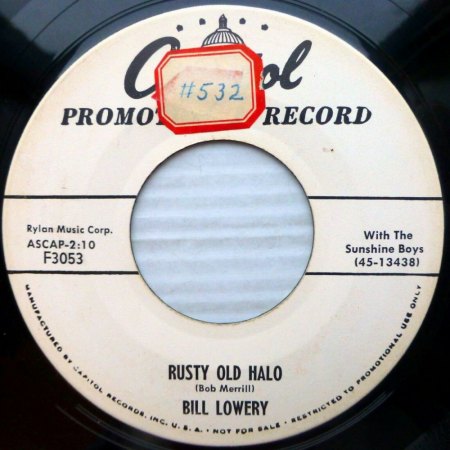 Capitol
#532
PROMOTIONAL RECORD
Rylan Music Corp.
ASCAP-2:10
F3053
With The
Sunshine Boys
(45-13438)
RUSTY OLD HALO
(Bob Merrill)
BILL LOWERY
MANUFACTURED BY CAPITOL RECORDS, INC. • NOT FOR SALE • RESTRICTED TO PROMOTIONAL USE ONLY